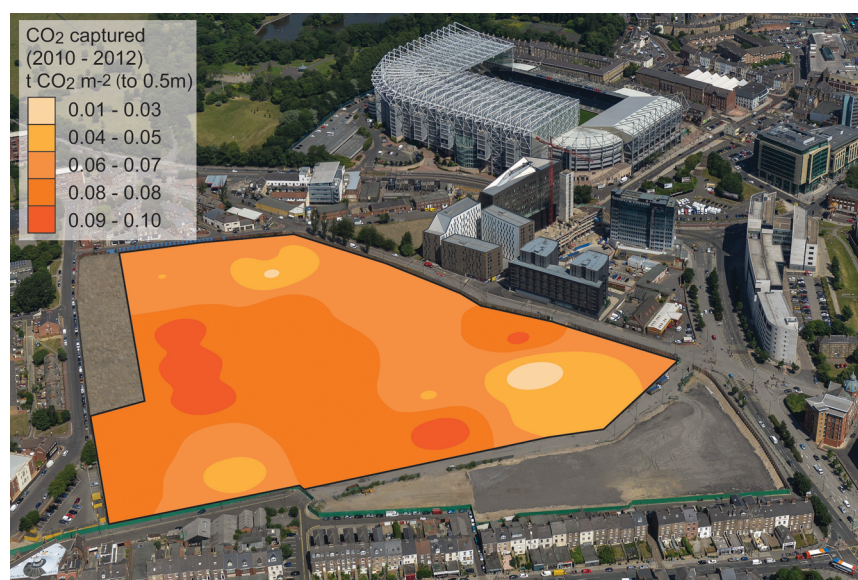 CO₂ captured
(2010 - 2012)
t CO₂ m-² (to 0.5m)
0.01 - 0.03
0.04 - 0.05
0.06 - 0.07
0.08 - 0.08
0.09 - 0.10